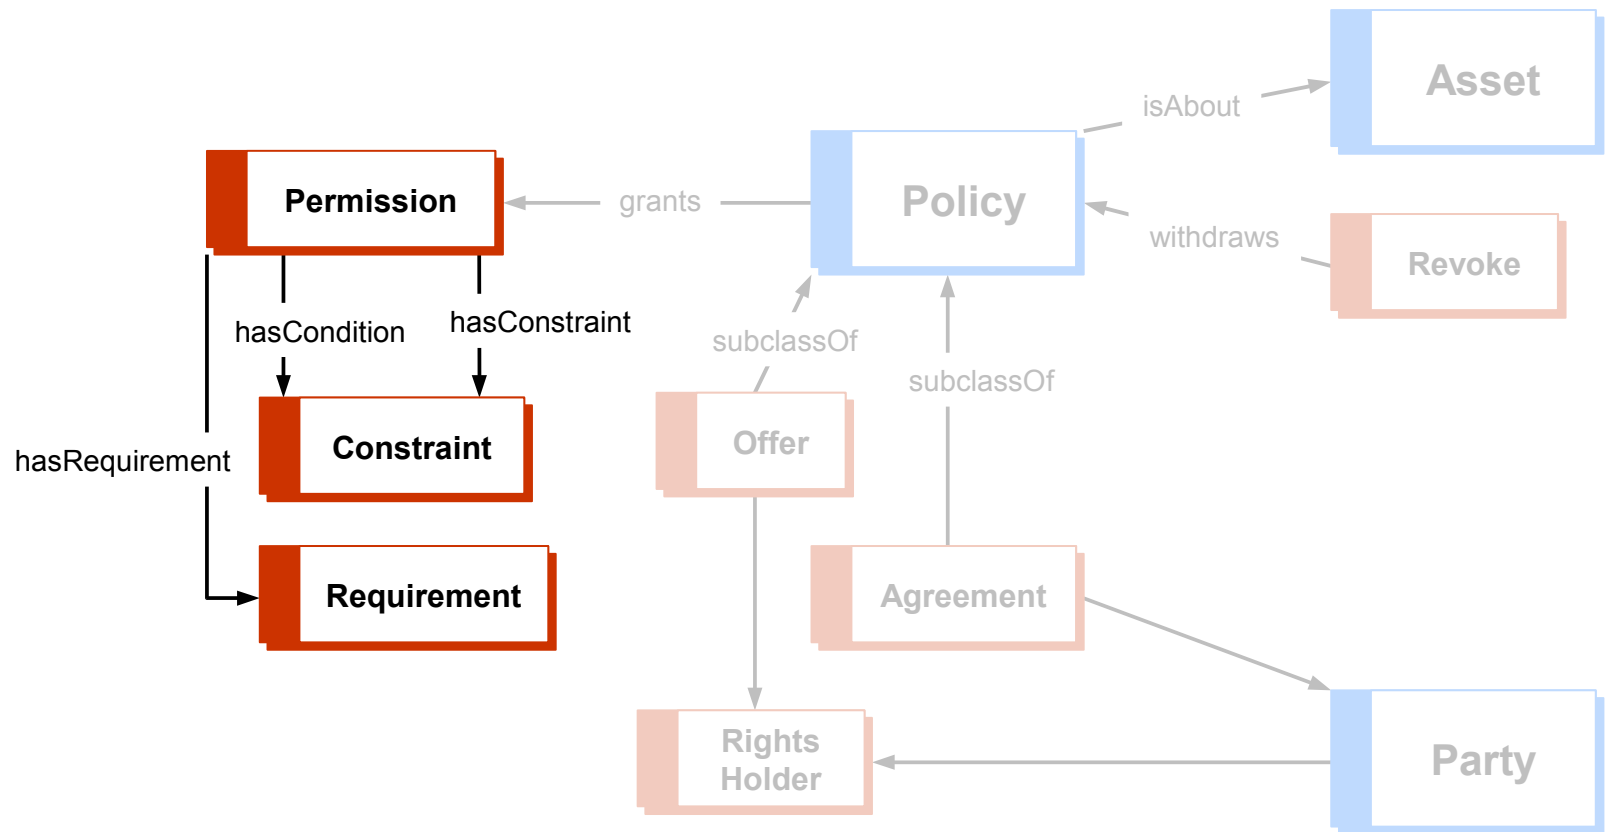 Asset
isAbout
Permission
grants
Policy
withdraws
Revoke
hasCondition
hasConstraint
subclassOf
subclassOf
Offer
Constraint
hasRequirement
Requirement
Agreement
Rights
Holder
Party